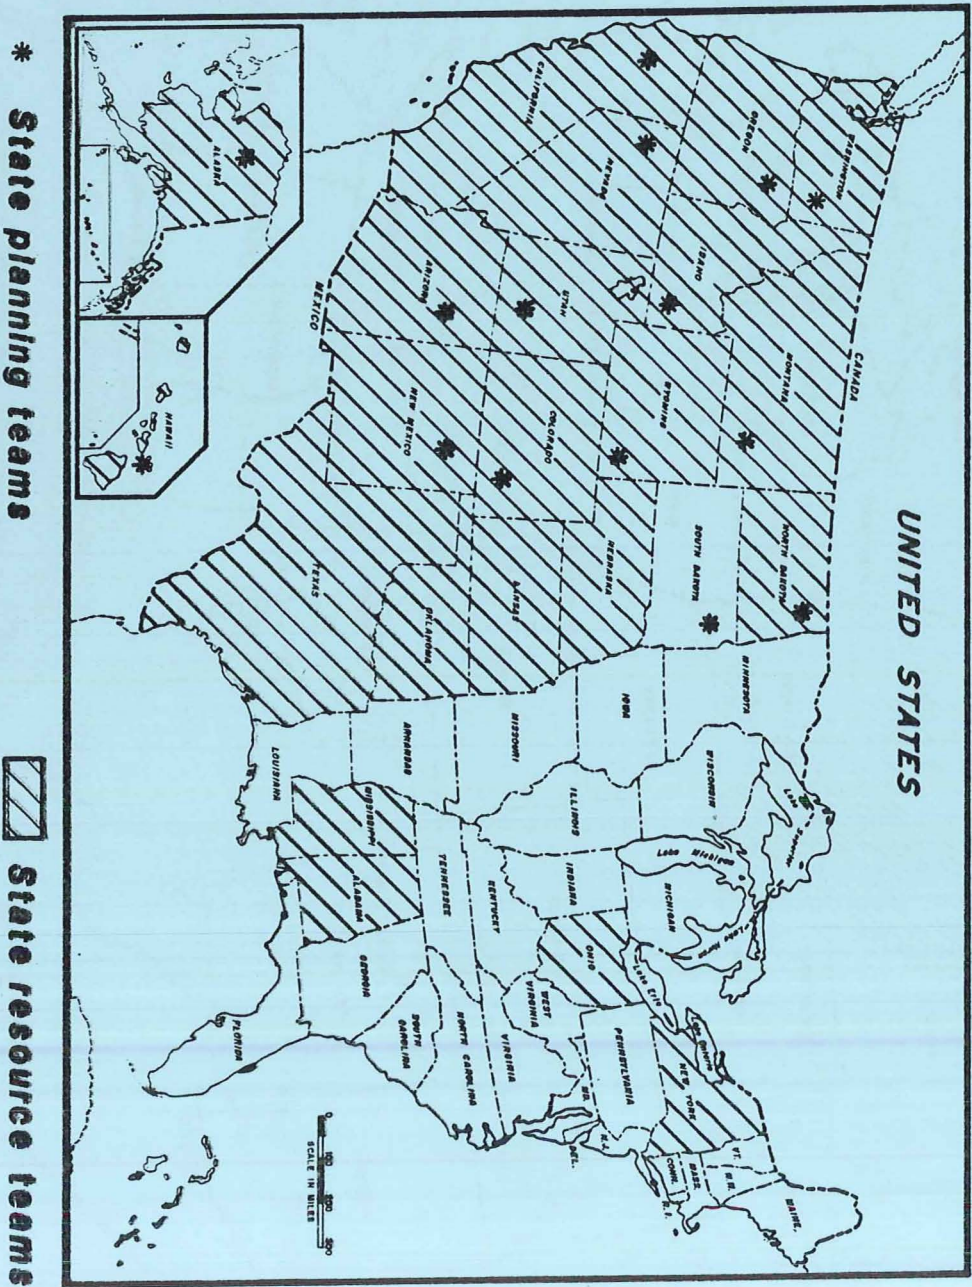 UNITED STATES
CANADA
WASHINGTON
OREGON
CALIFORNIA
NEVADA
IDAHO
MONTANA
WYOMING
UTAH
ARIZONA
COLORADO
NEW MEXICO
NORTH DAKOTA
SOUTH DAKOTA
NEBRASKA
KANSAS
OKLAHOMA
TEXAS
MINNESOTA
IOWA
MISSOURI
ARKANSAS
LOUISIANA
WISCONSIN
ILLINOIS
MICHIGAN
INDIANA
OHIO
KENTUCKY
TENNESSEE
MISSISSIPPI
ALABAMA
GEORGIA
FLORIDA
SOUTH CAROLINA
NORTH CAROLINA
VIRGINIA
WEST VIRGINIA
PENNSYLVANIA
NEW YORK
MD.
DEL.
N.J.
CONN.
R.I.
MASS.
VT.
N.H.
MAINE
Lake Superior
Lake Michigan
Lake Huron
Lake Erie
Lake Ontario
MEXICO
ALASKA
HAWAII
0 100 200 300
SCALE IN MILES
* State planning teams
State resource teams